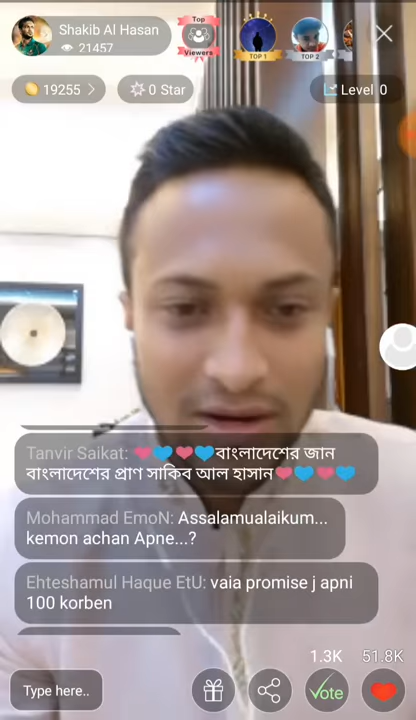 Shakib Al Hasan
21457
Top
Viewers
TOP 1
TOP 2
19255
0 Star
Level 0
Tanvir Saikat: ❤️💙❤️💙বাংলাদেশের জান
বাংলাদেশের প্রাণ সাকিব আল হাসান❤️💙❤️💙
Mohammad EmoN: Assalamualaikum...
kemon achan Apne...?
Ehteshamul Haque EtU: vaia promise j apni
100 korben
1.3K
51.8K
Type here..
Vote